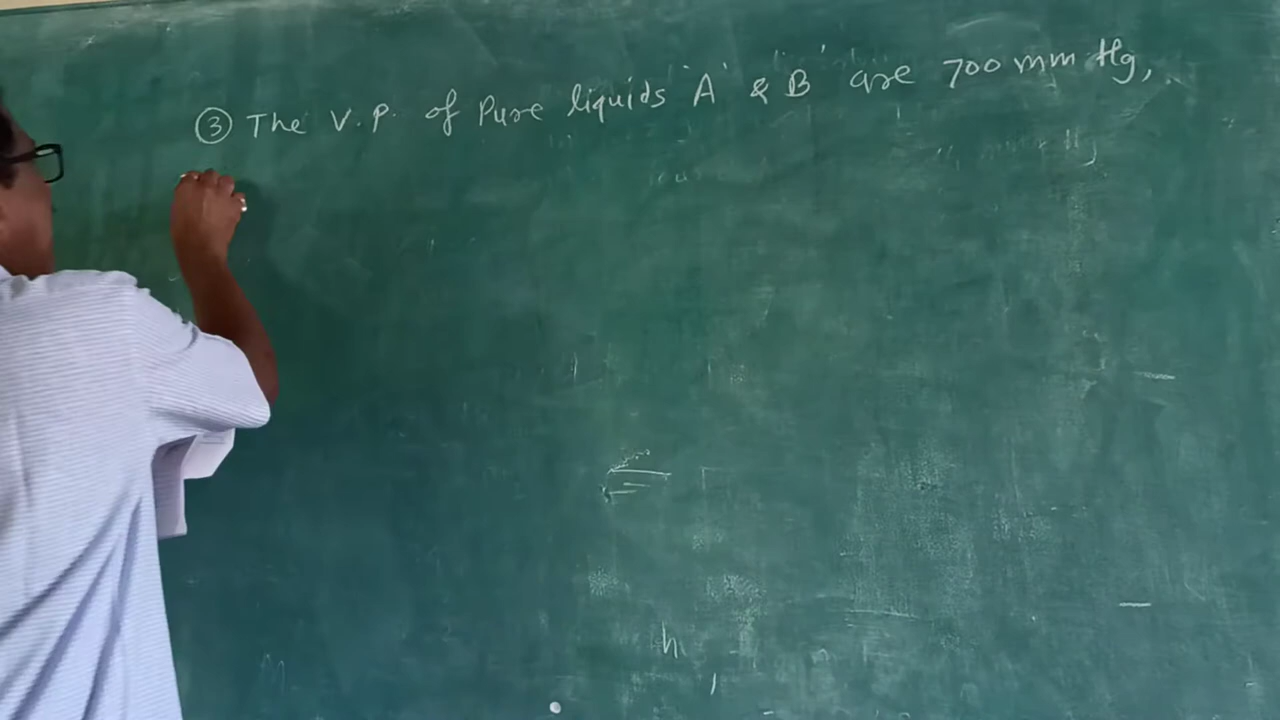 ③ The V.P. of Pure liquids 'A' & B' are 700 mm Hg,